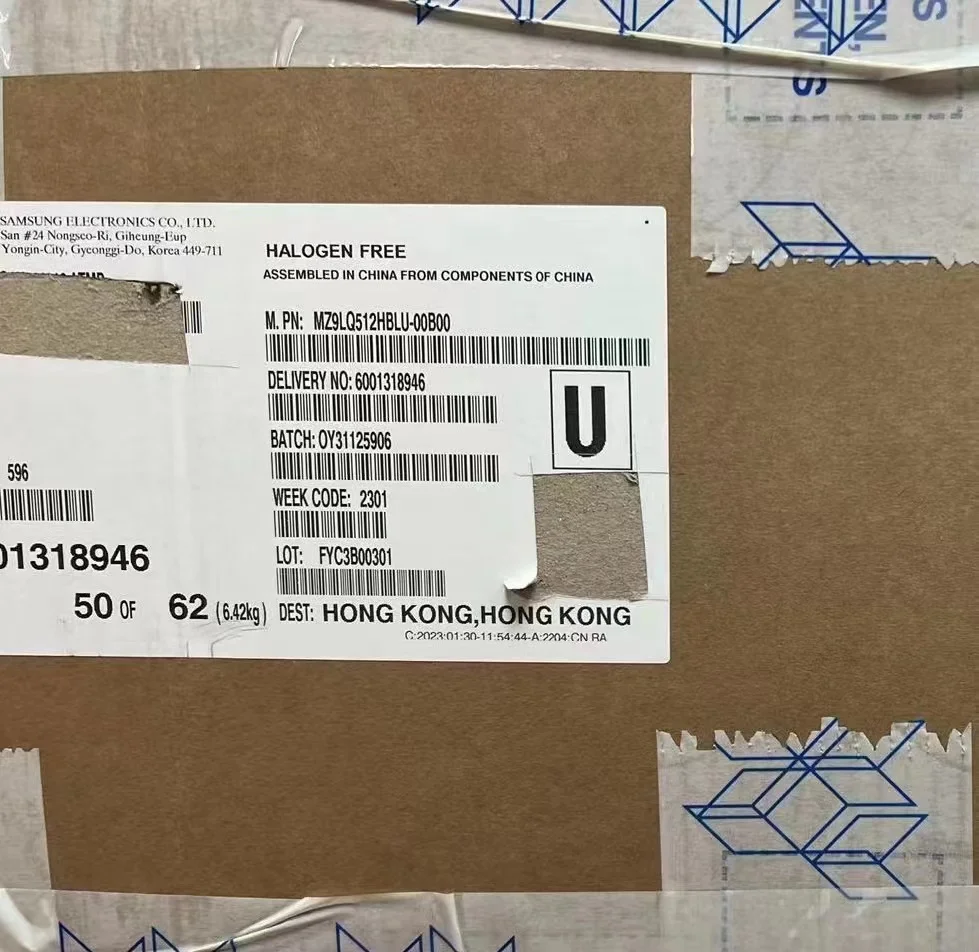 EN,
ENTS
S
SAMSUNG ELECTRONICS CO., LTD.
San #24 Nongseo-Ri, Giheung-Eup
Yongin-City, Gyeonggi-Do, Korea 449-711
HALOGEN FREE
ASSEMBLED IN CHINA FROM COMPONENTS OF CHINA
M. PN: MZ9LQ512HBLU-00B00
DELIVERY NO: 6001318946
U
BATCH: OY31125906
596
WEEK CODE: 2301
01318946
LOT: FYC3B00301
50 OF 62 (6.42kg) DEST: HONG KONG,HONG KONG
C:2023:01:30-11:54:44-A:2204:CN RA